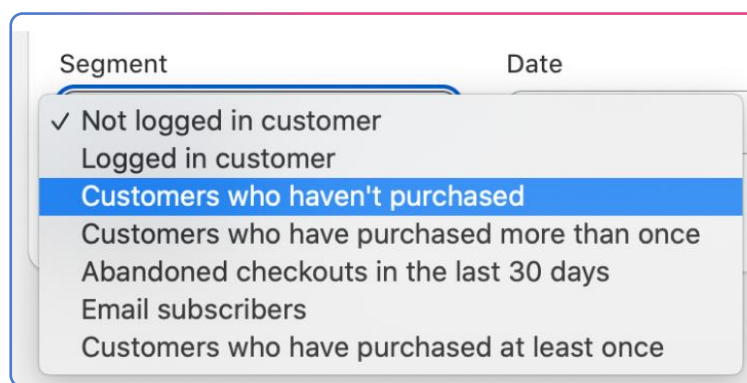 Segment
Date
✓ Not logged in customer
Logged in customer
Customers who haven't purchased
Customers who have purchased more than once
Abandoned checkouts in the last 30 days
Email subscribers
Customers who have purchased at least once